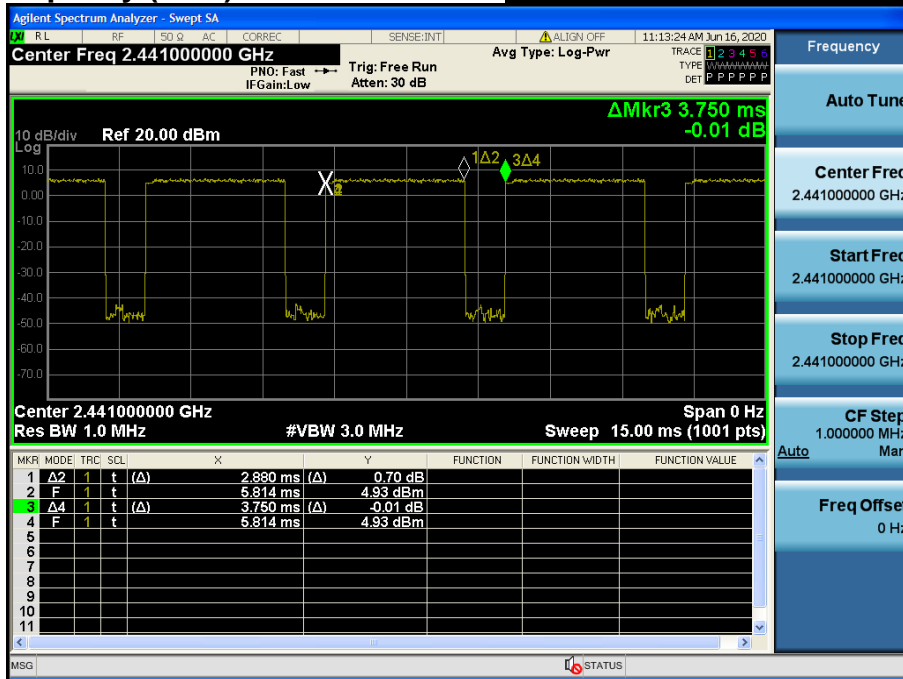 Agilent Spectrum Analyzer - Swept SA
LXI RL RF 50 Ω AC CORREC SENSE:INT ALIGN OFF 11:13:24 AM Jun 16, 2020
Center Freq 2.441000000 GHz
PNO: Fast
IFGain:Low
Trig: Free Run
Atten: 30 dB
Avg Type: Log-Pwr
TRACE 1 2 3 4 5 6
TYPE WWWWWW
DET P P P P P P
ΔMkr3 3.750 ms
-0.01 dB
10 dB/div Ref 20.00 dBm
Log
1Δ2 3Δ4
10.0
0.00
-10.0
-20.0
-30.0
-40.0
-50.0
-60.0
-70.0
X
Center 2.441000000 GHz Span 0 Hz
Res BW 1.0 MHz #VBW 3.0 MHz Sweep 15.00 ms (1001 pts)
MKR MODE TRC SCL X Y FUNCTION FUNCTION WIDTH FUNCTION VALUE
1 Δ2 1 t (Δ) 2.880 ms (Δ) 0.70 dB
2 F 1 t 5.814 ms 4.93 dBm
3 Δ4 1 t (Δ) 3.750 ms (Δ) -0.01 dB
4 F 1 t 5.814 ms 4.93 dBm
5
6
7
8
9
10
11
MSG STATUS
Frequency
Auto Tune
Center Freq
2.441000000 GHz
Start Freq
2.441000000 GHz
Stop Freq
2.441000000 GHz
CF Step
1.000000 MHz
Auto Man
Freq Offset
0 Hz